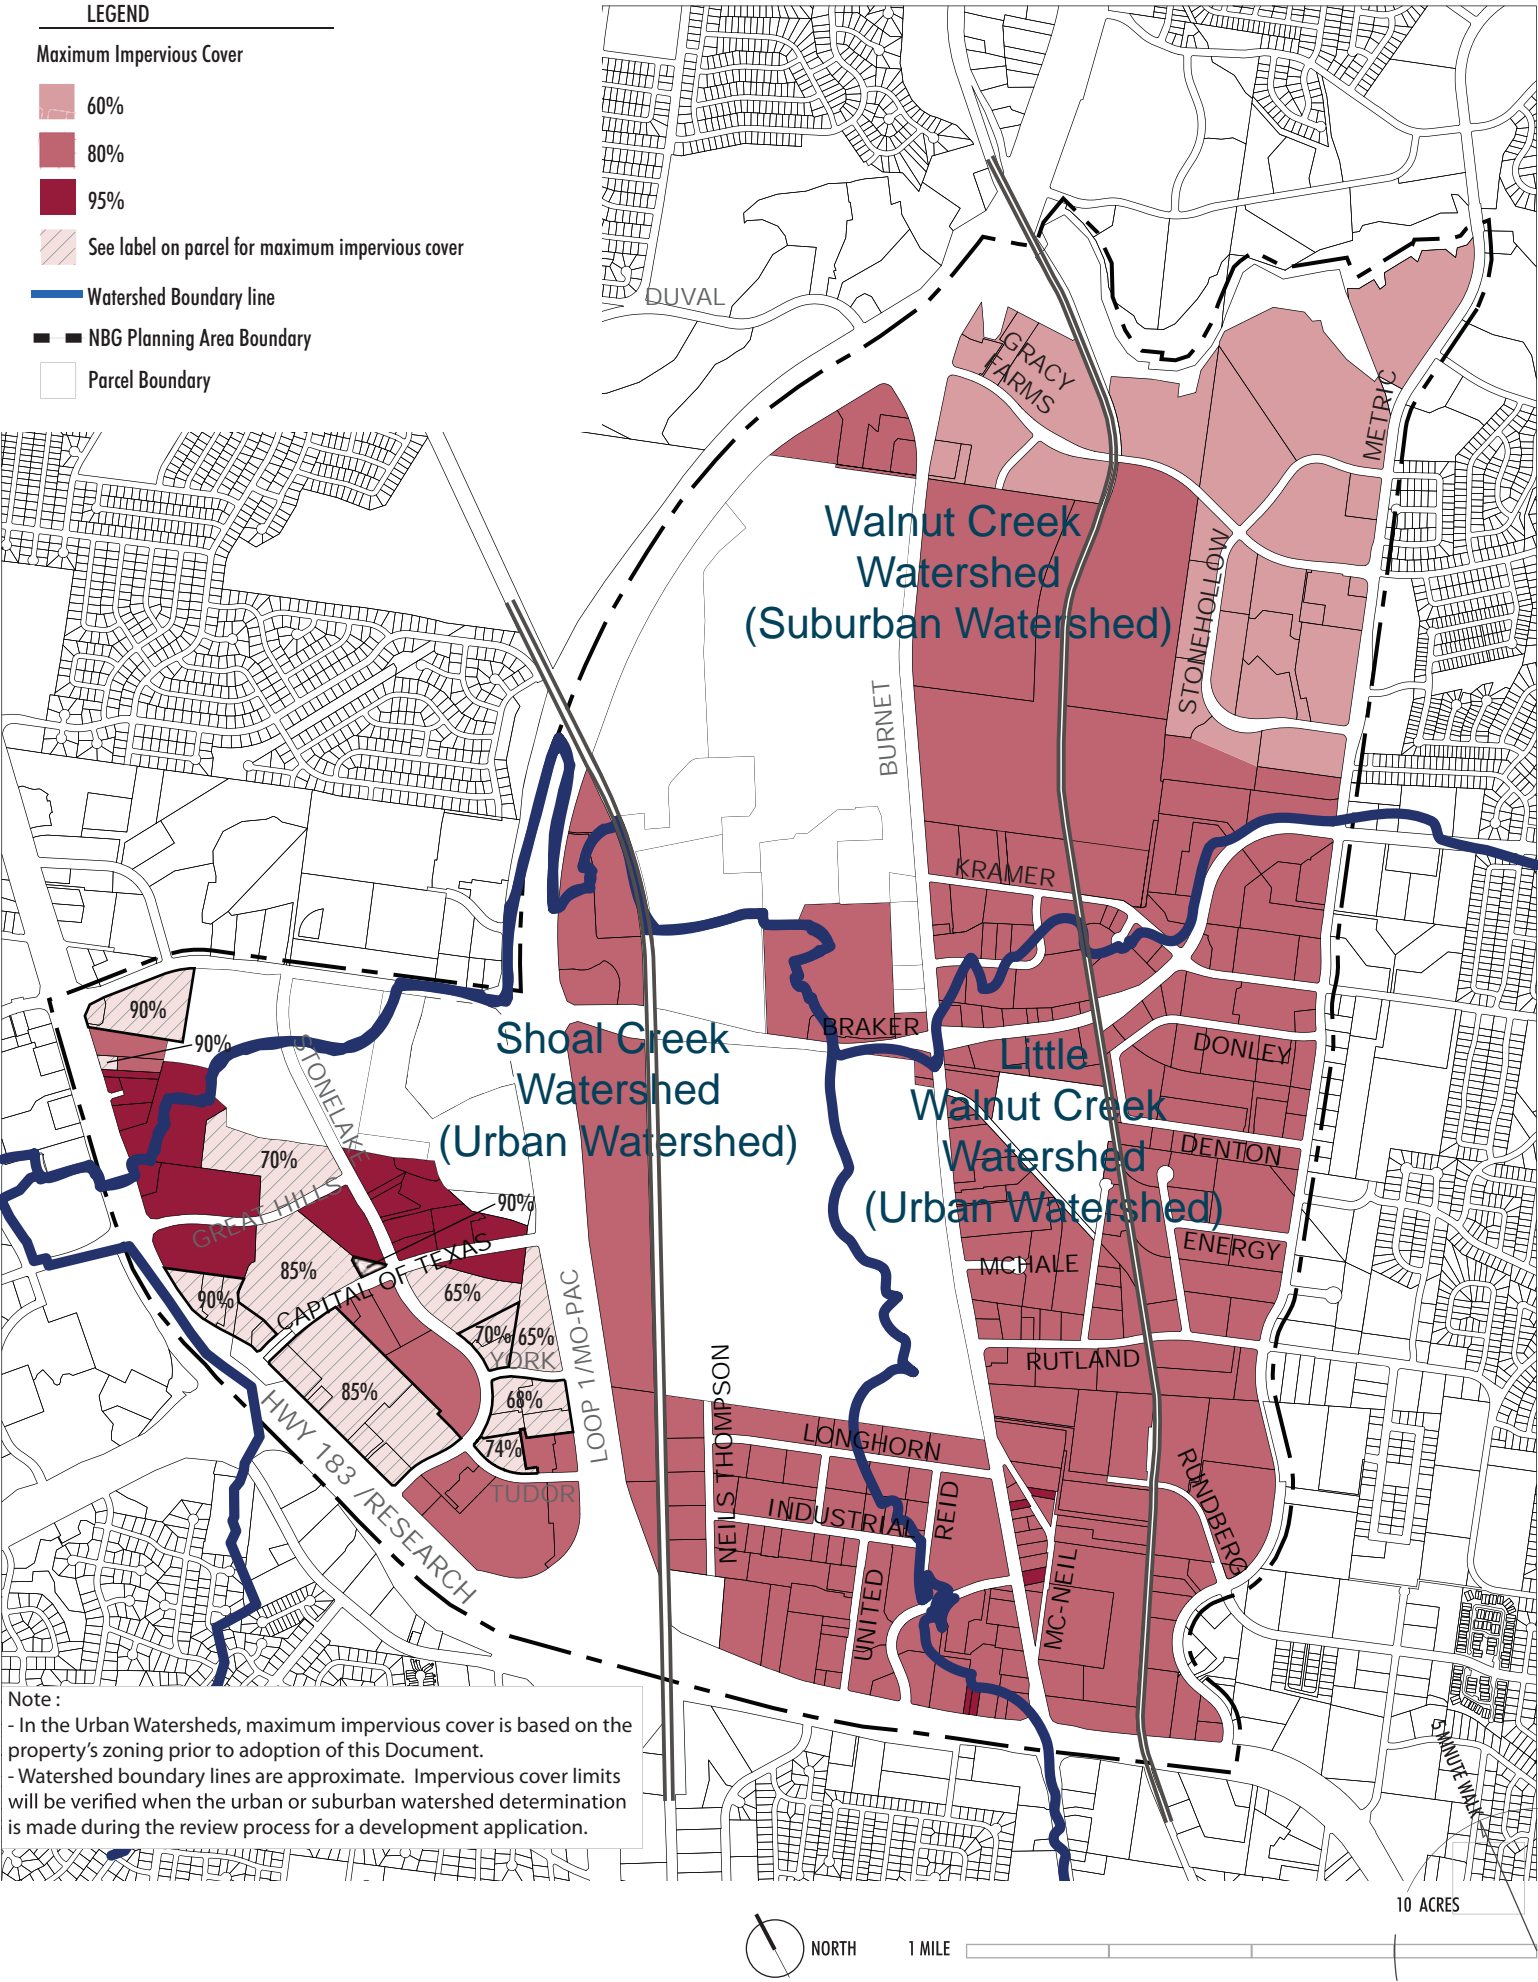 LEGEND
Maximum Impervious Cover
60%
80%
95%
See label on parcel for maximum impervious cover
Watershed Boundary line
NBG Planning Area Boundary
Parcel Boundary
DUVAL
GRACY
FARMS
METRIC
Walnut Creek
Watershed
(Suburban Watershed)
STONEHOLLOW
BURNET
KRAMER
90%
90%
STONELAKE
Shoal Creek
Watershed
(Urban Watershed)
BRAKER
Little
Walnut Creek
Watershed
(Urban Watershed)
DONLEY
DENTON
70%
GREAT HILLS
90%
ENERGY
MCHALE
85%
CAPITAL OF TEXAS
90%
65%
70%
65%
YORK
LOOP 1/MO-PAC
RUTLAND
85%
68%
74%
TUDOR
HWY 183 /RESEARCH
NEILS THOMPSON
LONGHORN
INDUSTRIAL
REID
UNITED
MC-NEIL
RUNDBERG
Note :
- In the Urban Watersheds, maximum impervious cover is based on the
property's zoning prior to adoption of this Document.
- Watershed boundary lines are approximate.  Impervious cover limits
will be verified when the urban or suburban watershed determination
is made during the review process for a development application.
5 MINUTE WALK
10 ACRES
NORTH
1 MILE